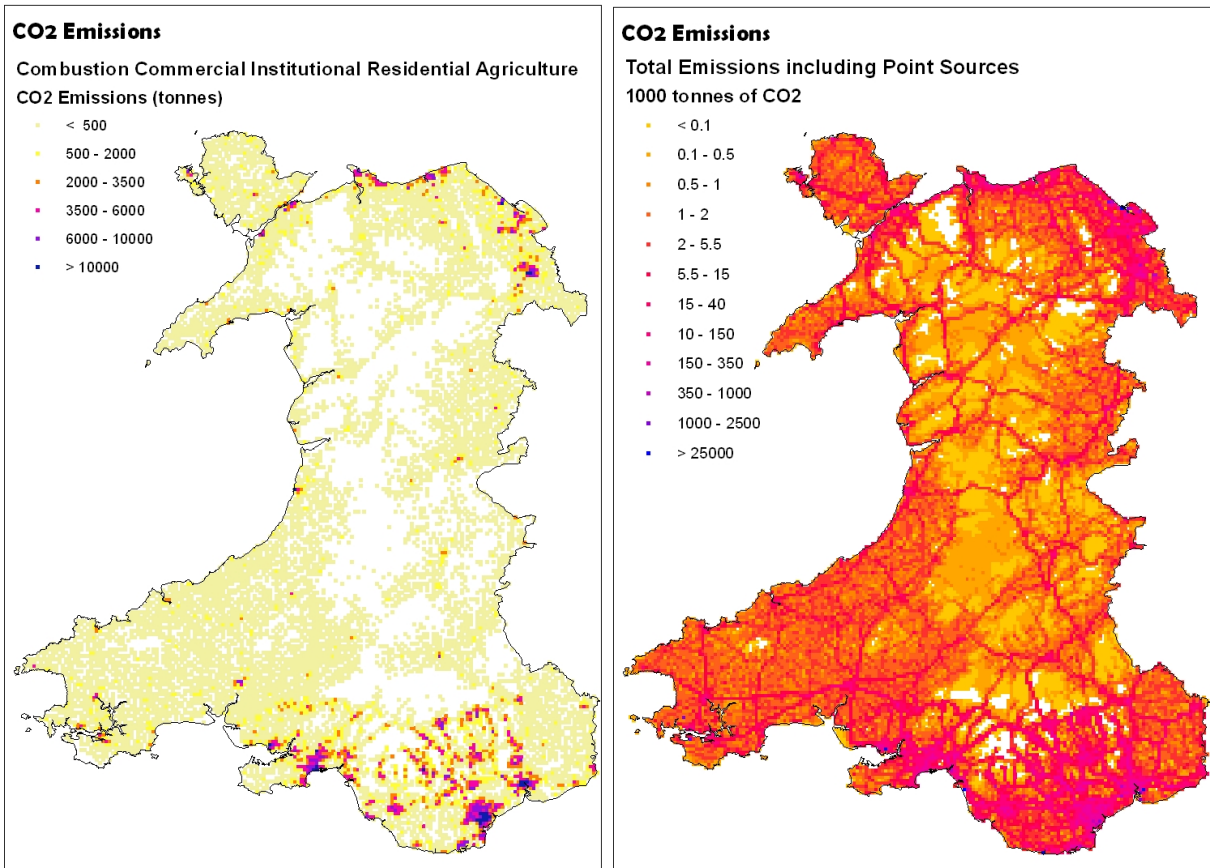 CO2 Emissions
Combustion Commercial Institutional Residential Agriculture
CO2 Emissions (tonnes)
< 500
500 - 2000
2000 - 3500
3500 - 6000
6000 - 10000
> 10000
CO2 Emissions
Total Emissions including Point Sources
1000 tonnes of CO2
< 0.1
0.1 - 0.5
0.5 - 1
1 - 2
2 - 5.5
5.5 - 15
15 - 40
10 - 150
150 - 350
350 - 1000
1000 - 2500
> 25000